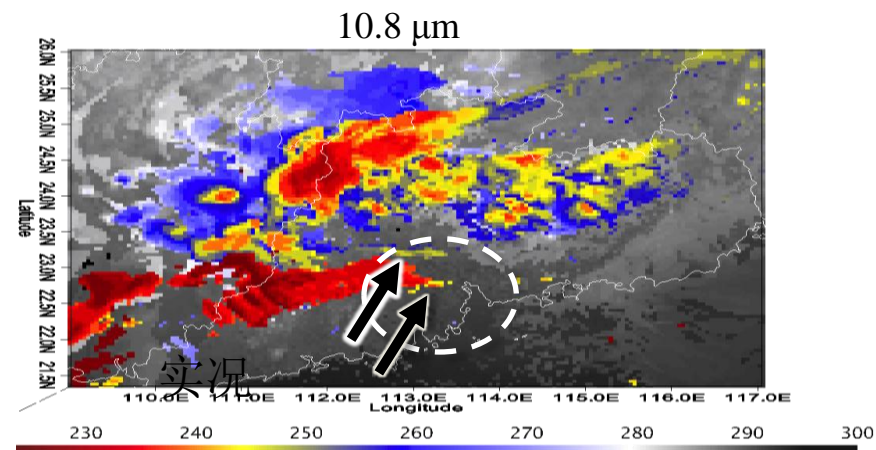 10.8 μm
26.0N
25.5N
25.0N
24.5N
24.0N
23.5N
23.0N
22.5N
22.0N
21.5N
Latitude
实况
110.0E 112.0E 113.0E 114.0E 115.0E 116.0E 117.0E
Longitude
230 240 250 260 270 280 290 300